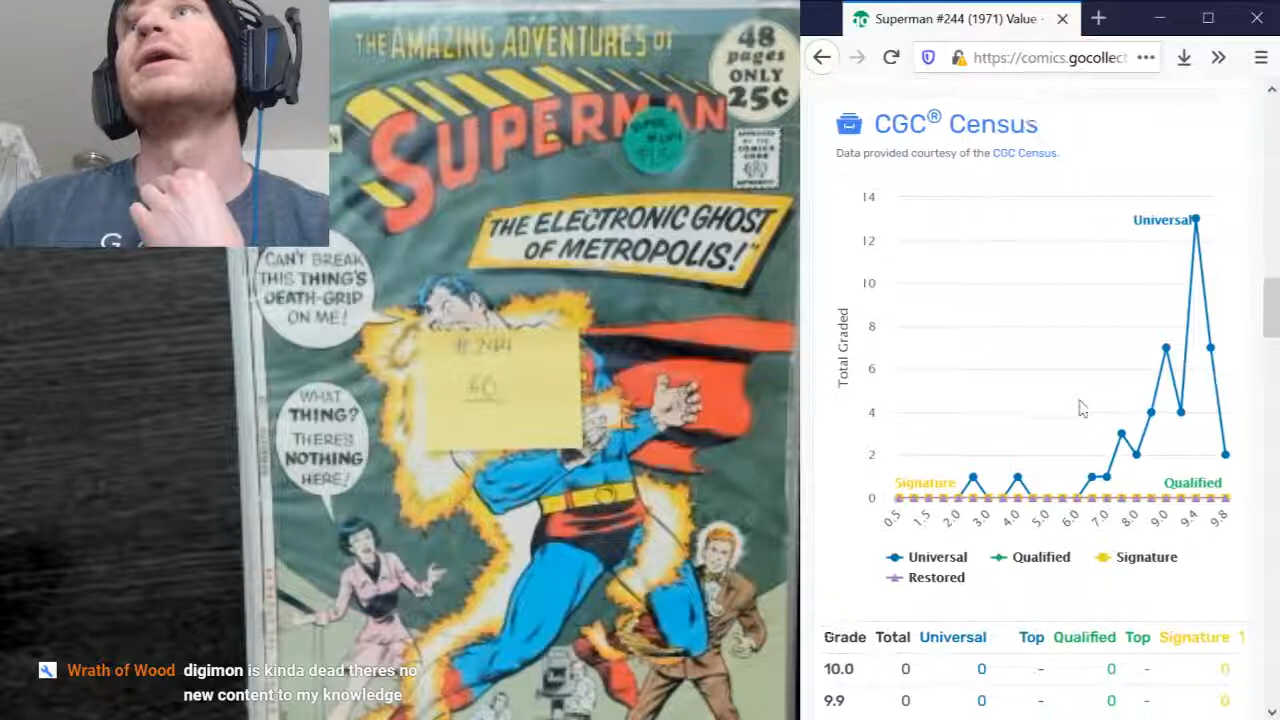 THE AMAZING ADVENTURES OF
SUPERMAN
48
pages
ONLY
25¢
APPROVED
BY THE
COMICS
CODE
AUTHORITY
THE ELECTRONIC GHOST
OF METROPOLIS!"
CAN'T BREAK
THIS THING'S
DEATH-GRIP
ON ME!
#244
WHAT
THING?
THERE'S
NOTHING
HERE!
Wrath of Wood digimon is kinda dead theres no
new content to my knowledge
Superman #244 (1971) Value -
https://comics.gocollect
CGC® Census
Data provided courtesy of the CGC Census.
Total Graded
14
12
10
8
6
4
2
0
Universal
Signature
Qualified
0.5
1.5
2.0
3.0
4.0
5.0
6.0
7.0
8.0
9.0
9.4
9.8
Universal Qualified Signature
Restored
Grade Total Universal Top Qualified Top Signature
10.0 0 0 - 0 - 0
9.9 0 0 - 0 - 0